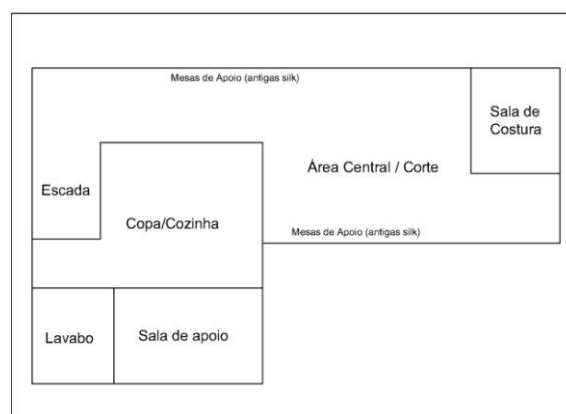 Mesas de Apoio (antigas silk)
Sala de
Costura
Área Central / Corte
Escada
Copa/Cozinha
Mesas de Apoio (antigas silk)
Lavabo
Sala de apoio